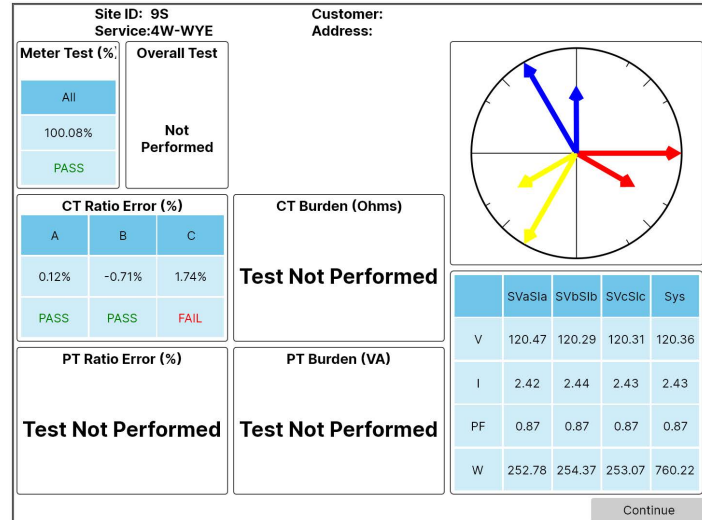 Site ID: 9S Customer:
Service:4W-WYE Address:
Meter Test (%)
All
100.08%
PASS
Overall Test
Not
Performed
CT Ratio Error (%)
A B C
0.12% -0.71% 1.74%
PASS PASS FAIL
CT Burden (Ohms)
Test Not Performed
PT Ratio Error (%)
Test Not Performed
PT Burden (VA)
Test Not Performed
SVaSIa SVbSIb SVcSIc Sys
V 120.47 120.29 120.31 120.36
I 2.42 2.44 2.43 2.43
PF 0.87 0.87 0.87 0.87
W 252.78 254.37 253.07 760.22
Continue